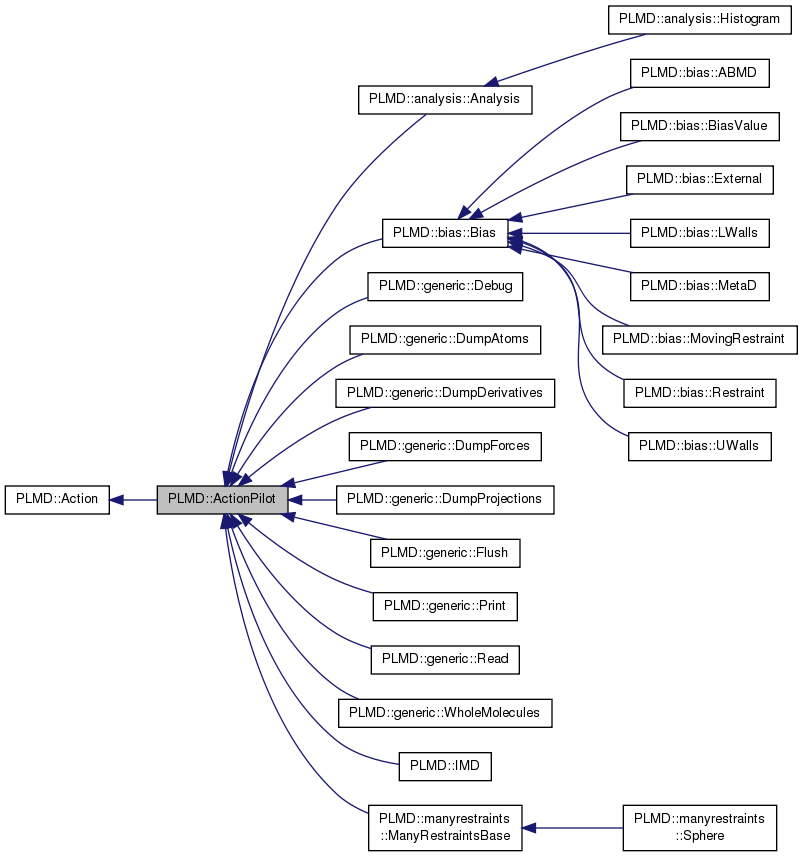 PLMD::analysis::Histogram
PLMD::bias::ABMD
PLMD::analysis::Analysis
PLMD::bias::BiasValue
PLMD::bias::External
PLMD::bias::Bias
PLMD::bias::LWalls
PLMD::generic::Debug
PLMD::bias::MetaD
PLMD::generic::DumpAtoms
PLMD::bias::MovingRestraint
PLMD::generic::DumpDerivatives
PLMD::bias::Restraint
PLMD::generic::DumpForces
PLMD::bias::UWalls
PLMD::Action
PLMD::ActionPilot
PLMD::generic::DumpProjections
PLMD::generic::Flush
PLMD::generic::Print
PLMD::generic::Read
PLMD::generic::WholeMolecules
PLMD::IMD
PLMD::manyrestraints
::ManyRestraintsBase
PLMD::manyrestraints
::Sphere